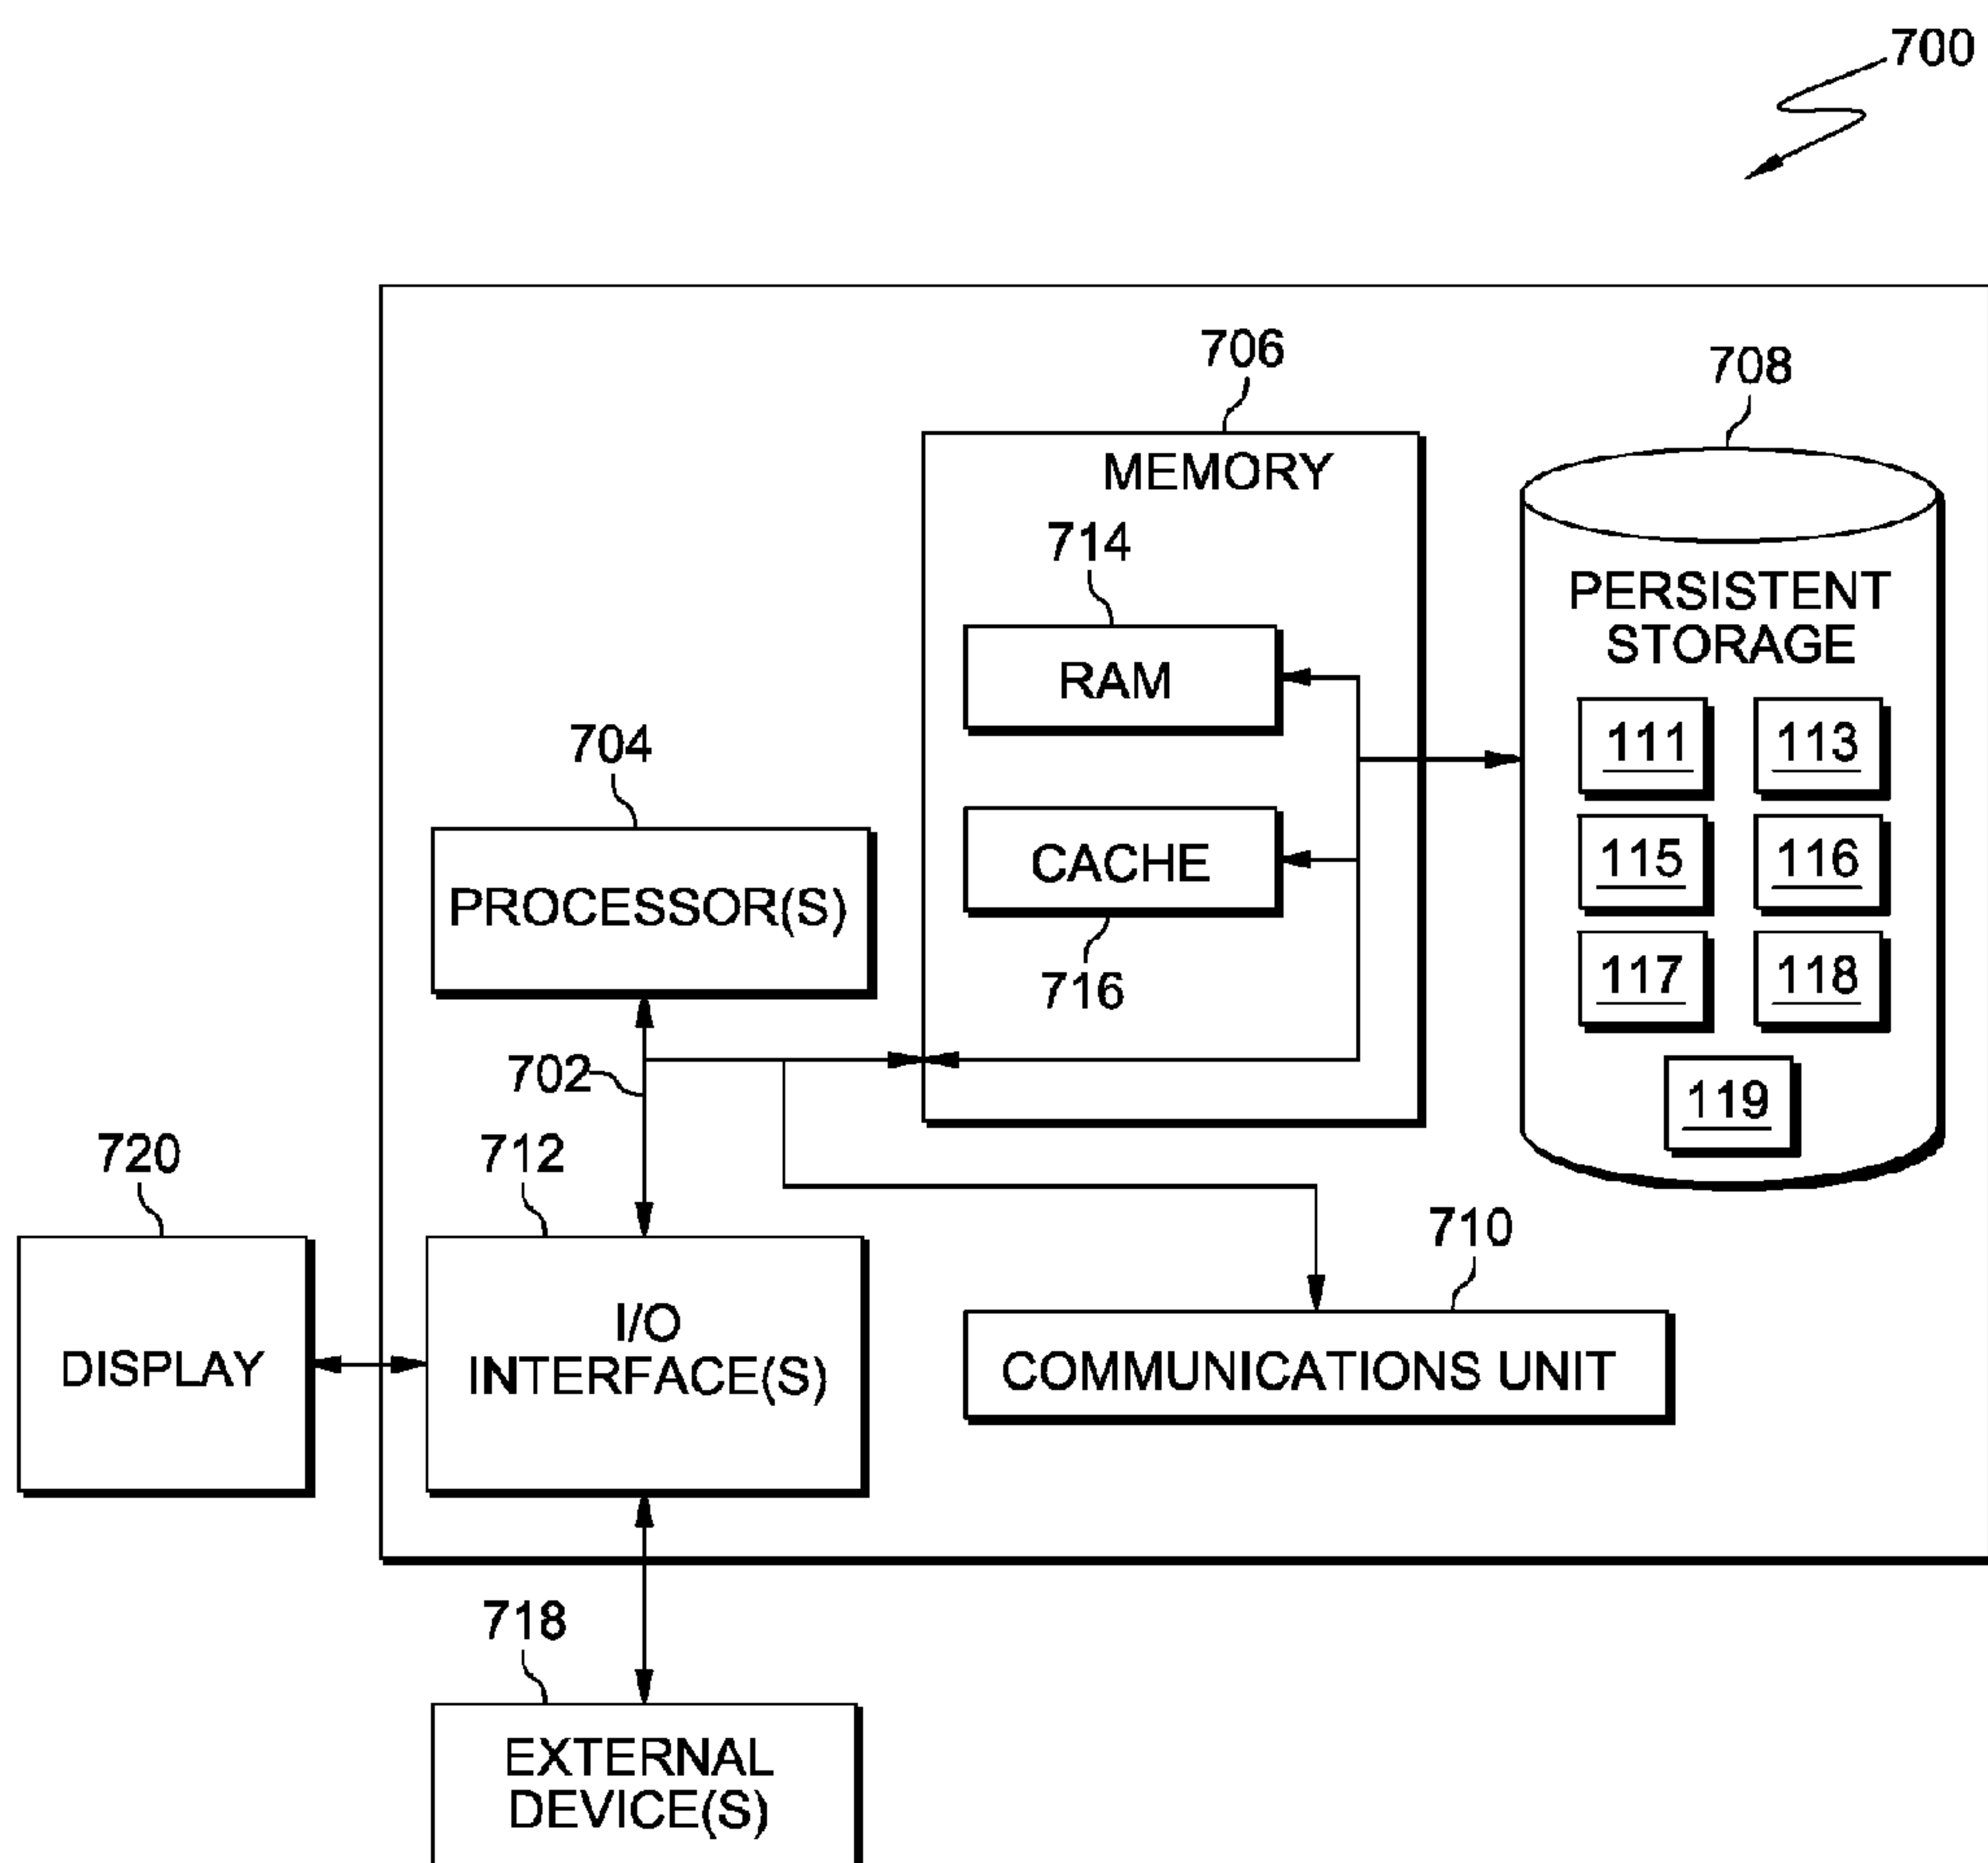 700
706
708
MEMORY
714
PERSISTENT
STORAGE
RAM
111
113
704
CACHE
115
116
PROCESSOR(S)
716
117
118
702
119
720
712
710
I/O
INTERFACE(S)
DISPLAY
COMMUNICATIONS UNIT
718
EXTERNAL
DEVICE(S)